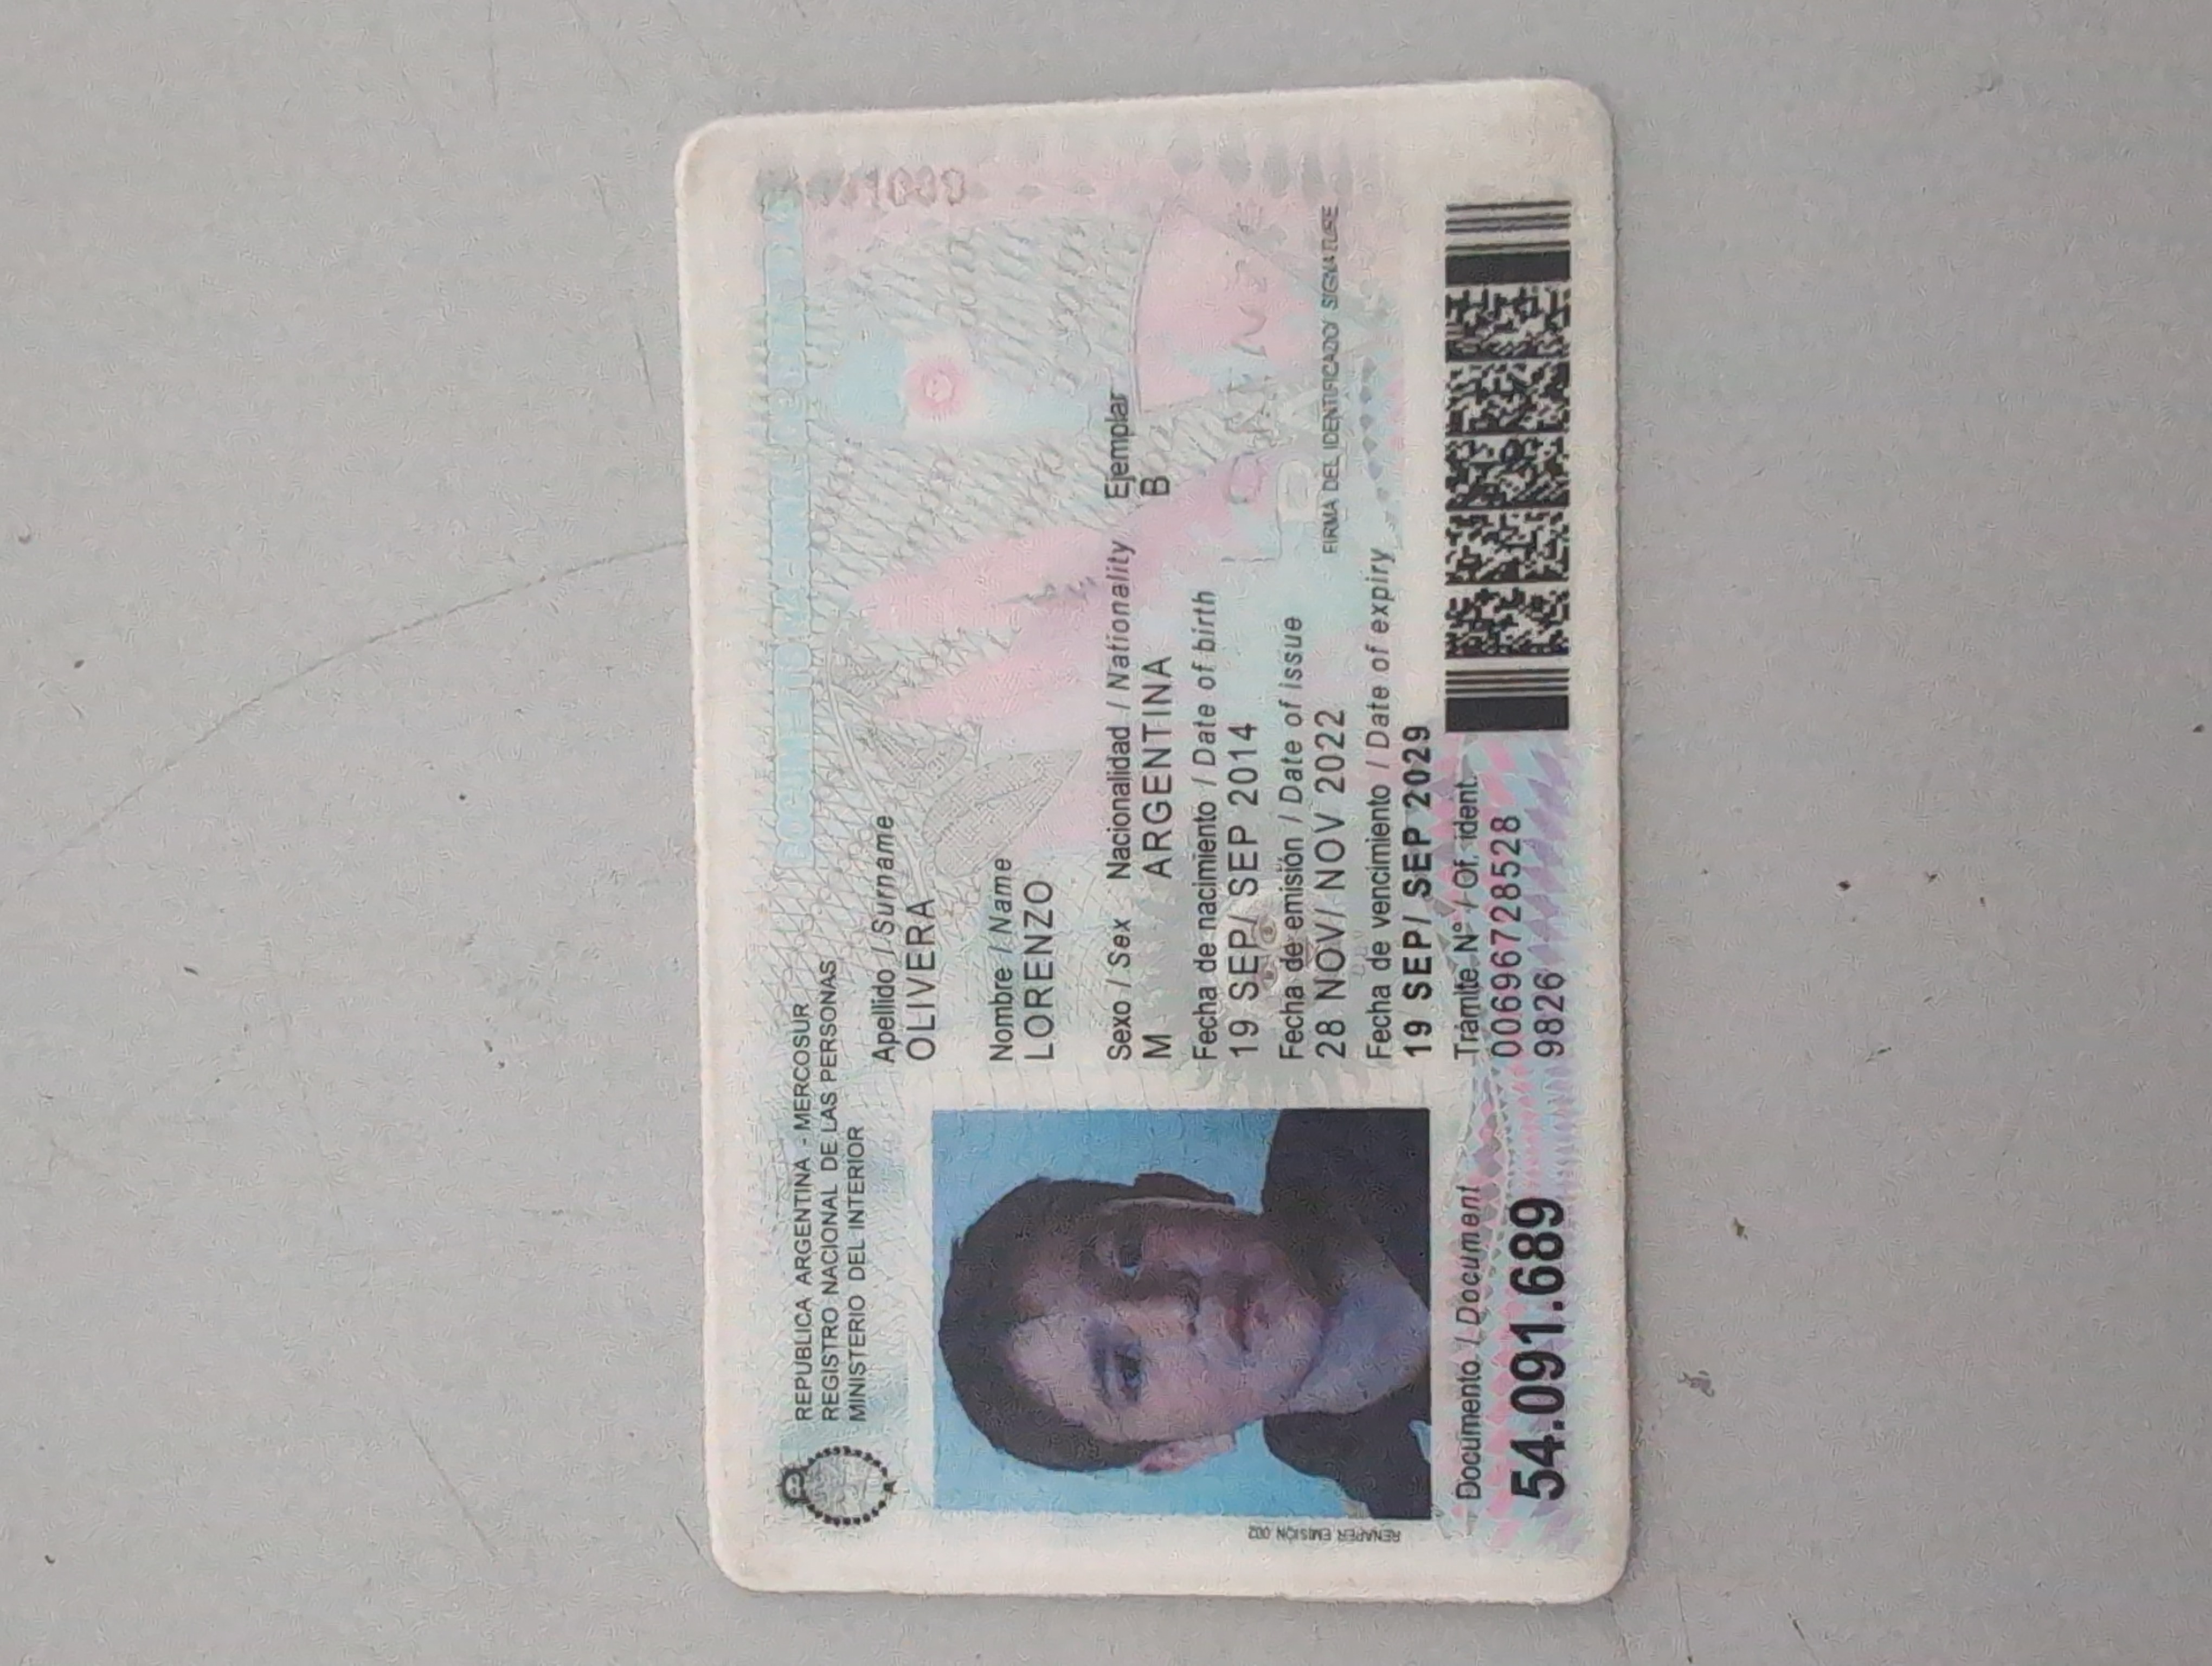 REPUBLICA ARGENTINA - MERCOSUR
REGISTRO NACIONAL DE LAS PERSONAS
MINISTERIO DEL INTERIOR
DOCUMENTO NACIONAL DE IDENTIDAD
Apellido / Surname
OLIVERA
Nombre / Name
LORENZO
Sexo / Sex Nacionalidad / Nationality Ejemplar
M ARGENTINA B
Fecha de nacimiento / Date of birth
19 SEP/ SEP 2014
Fecha de emisión / Date of issue
28 NOV/ NOV 2022
FIRMA DEL IDENTIFICADO/ SIGNATURE
Fecha de vencimiento / Date of expiry
19 SEP/ SEP 2029
RENAPER EMISIÓN 002
Documento / Document
54.091.689
Trámite N° / Of. ident.
00696728528
9826